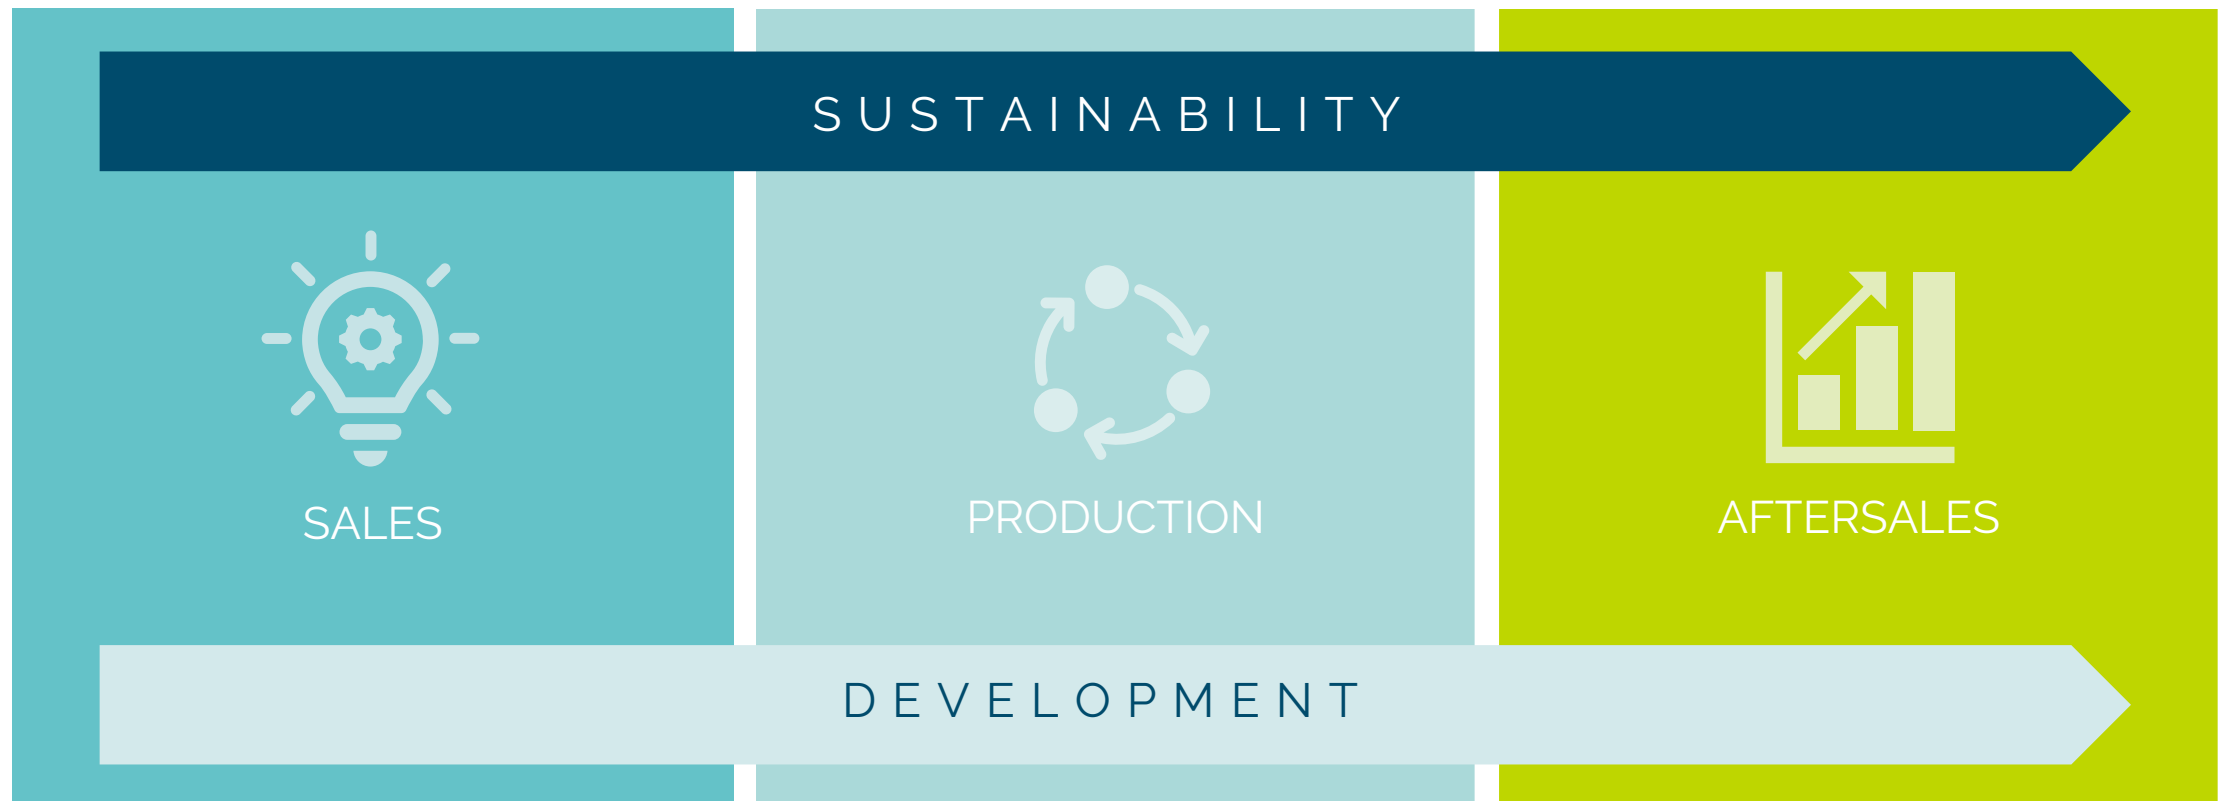 SUSTAINABILITY
SALES
PRODUCTION
AFTERSALES
DEVELOPMENT